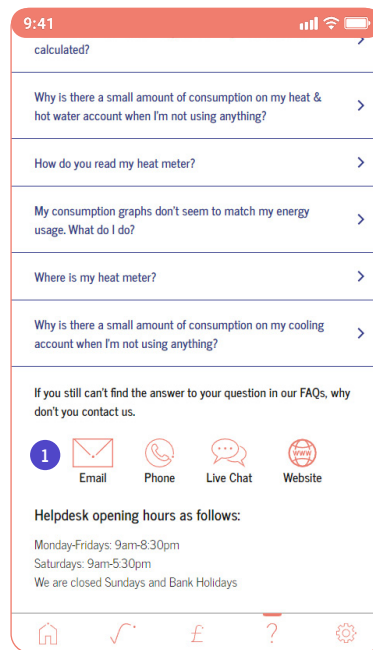 9:41
calculated?
Why is there a small amount of consumption on my heat &
hot water account when I'm not using anything?
How do you read my heat meter?
My consumption graphs don't seem to match my energy
usage. What do I do?
Where is my heat meter?
Why is there a small amount of consumption on my cooling
account when I'm not using anything?
If you still can't find the answer to your question in our FAQs, why
don't you contact us.
1
www
Email Phone Live Chat Website
Helpdesk opening hours as follows:
Monday-Fridays: 9am-8:30pm
Saturdays: 9am-5:30pm
We are closed Sundays and Bank Holidays
£ ?